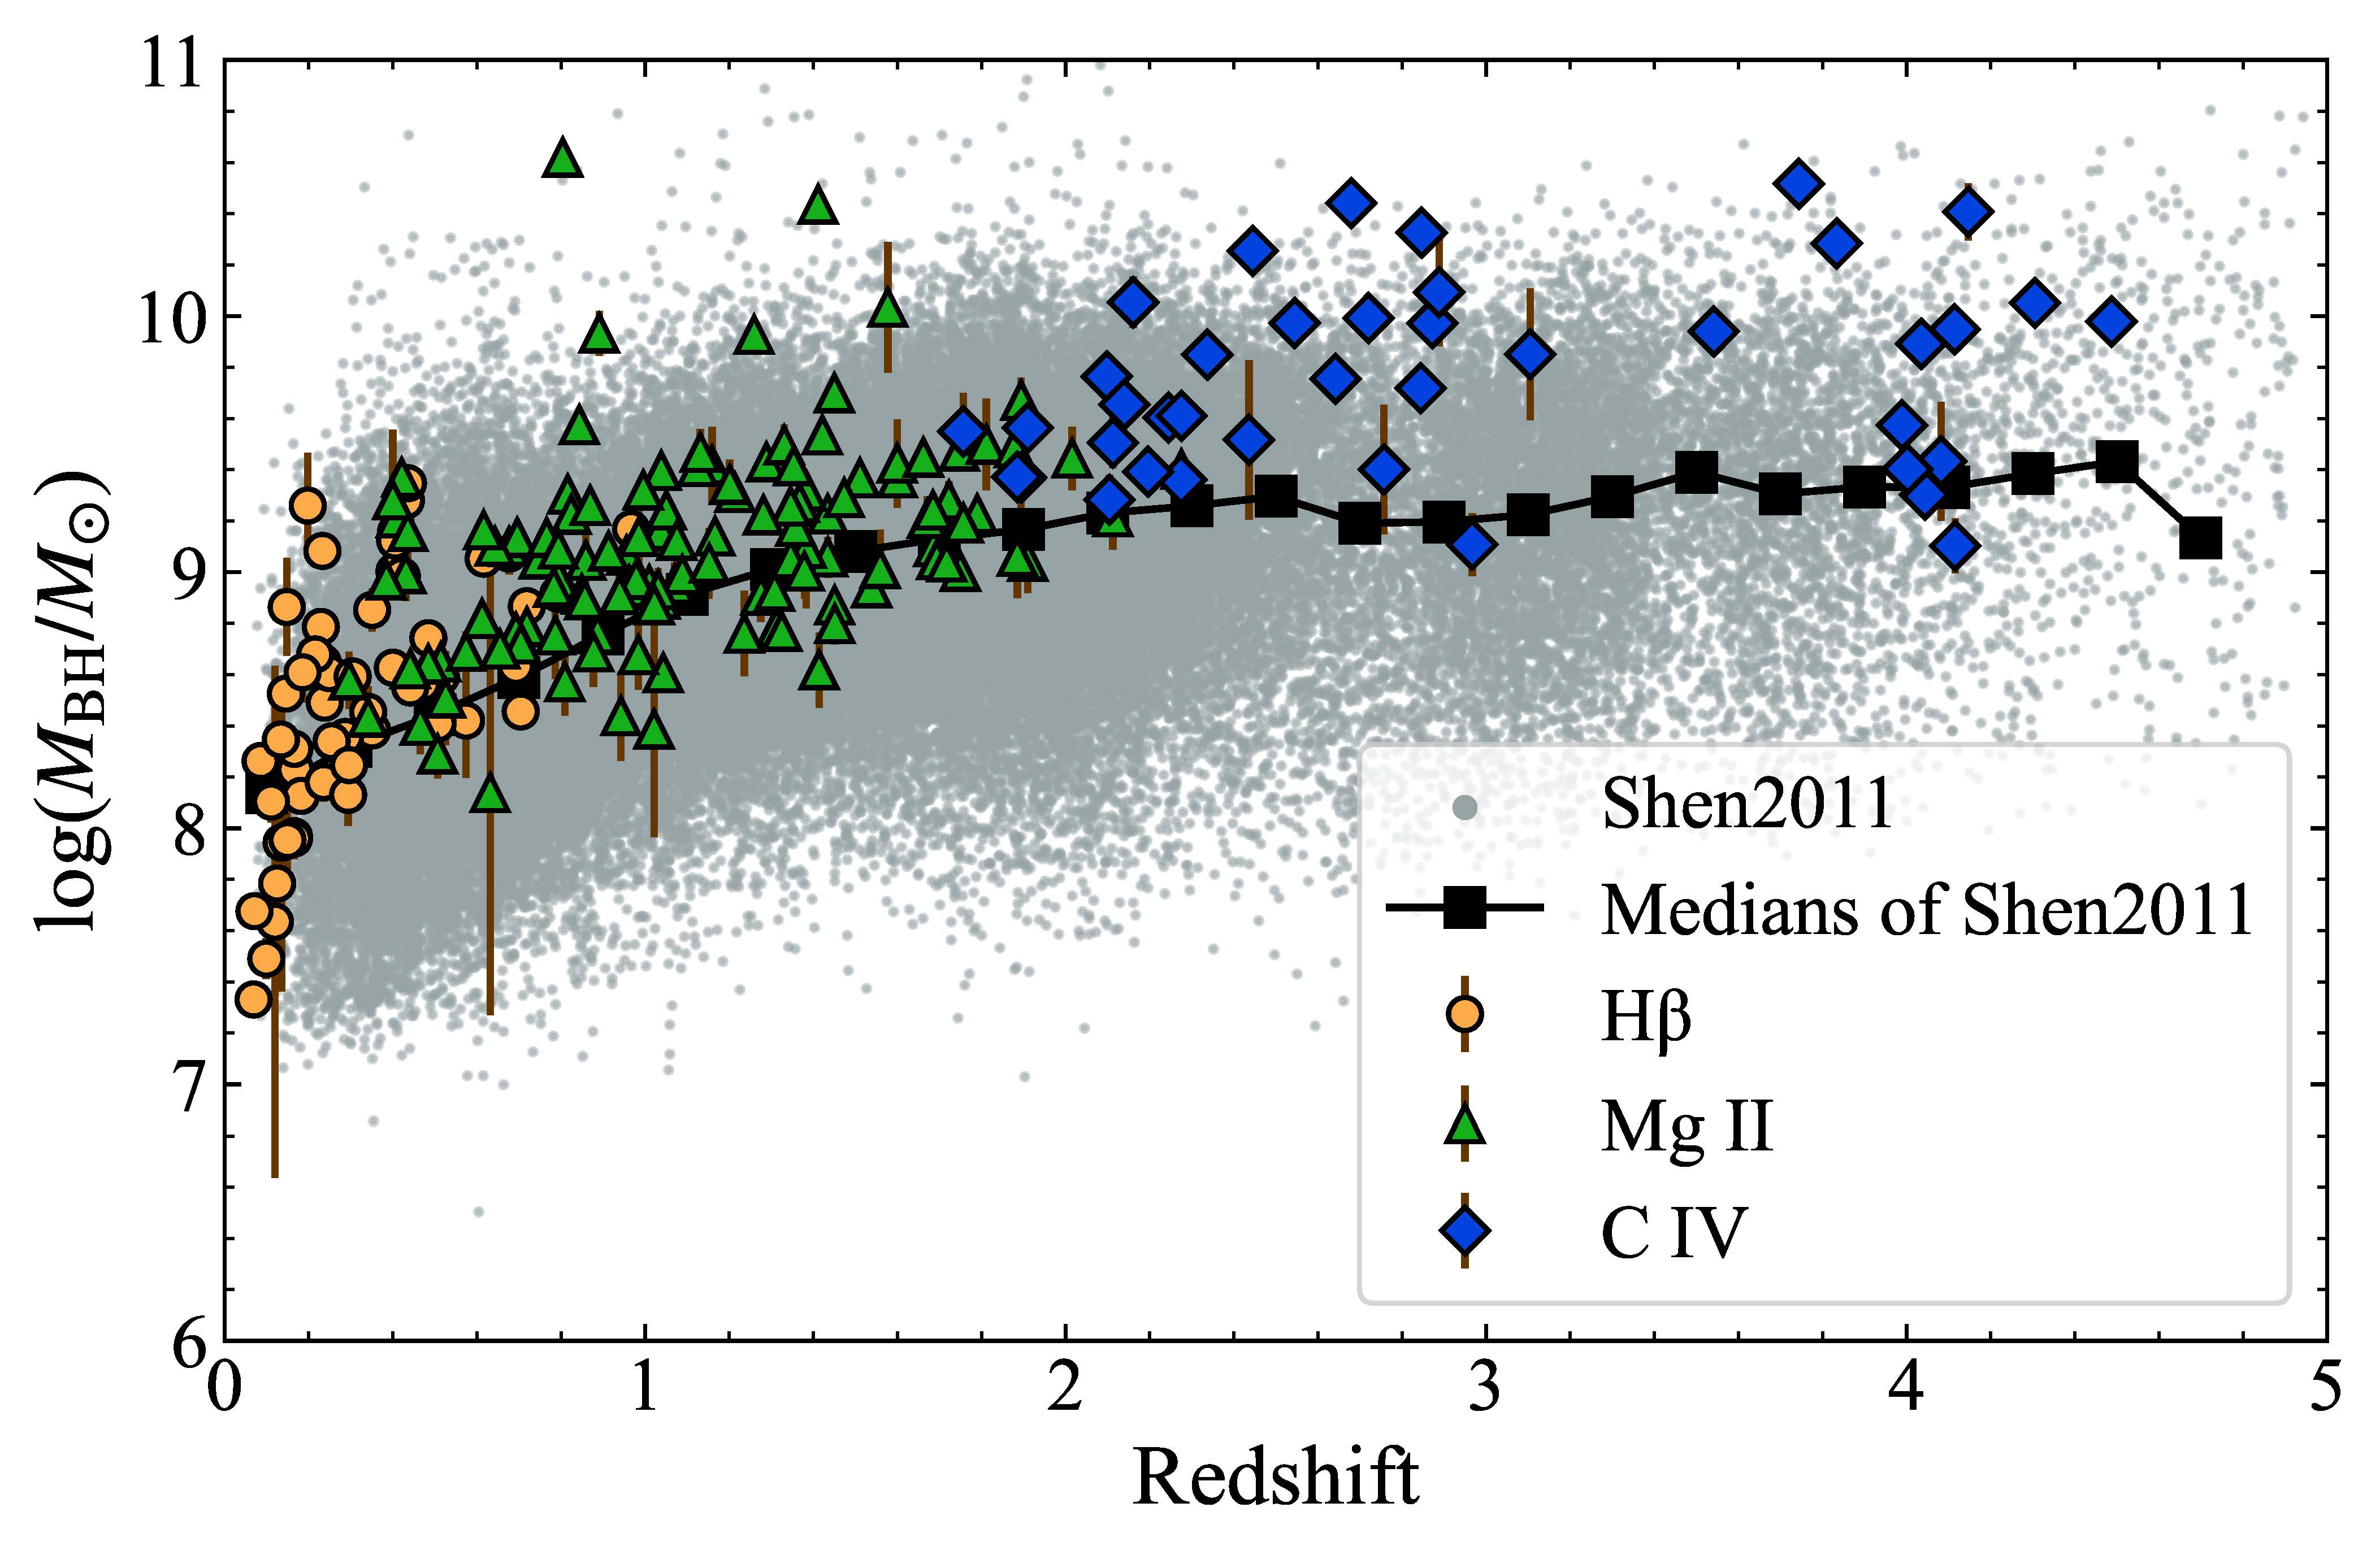 log(M_BH/M_⊙)
11
10
9
8
7
6
0 1 2 3 4 5
Redshift
Shen2011
Medians of Shen2011
Hβ
Mg II
C IV